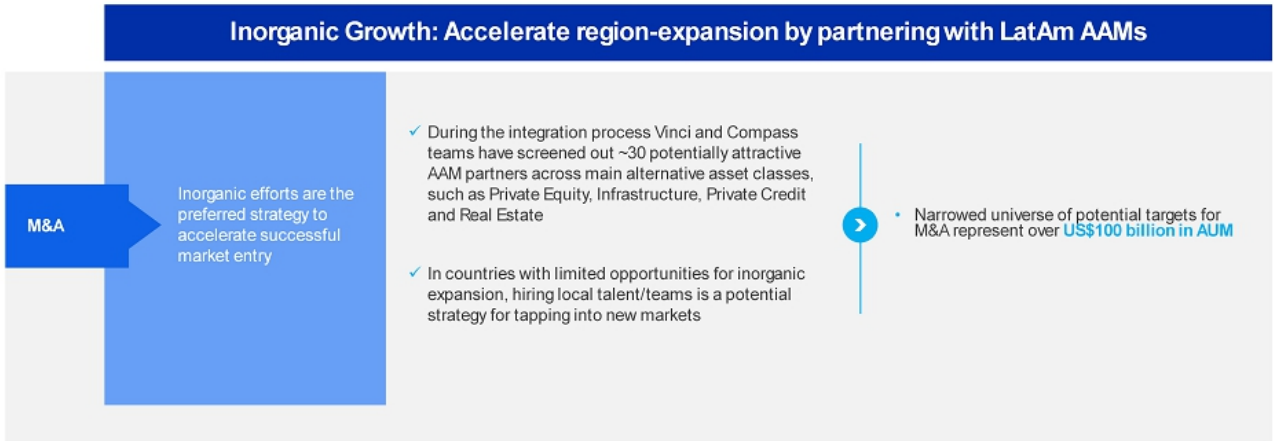 Inorganic Growth: Accelerate region-expansion by partnering with LatAm AAMs
M&A
Inorganic efforts are the
preferred strategy to
accelerate successful
market entry
✓ During the integration process Vinci and Compass
teams have screened out ~30 potentially attractive
AAM partners across main alternative asset classes,
such as Private Equity, Infrastructure, Private Credit
and Real Estate
✓ In countries with limited opportunities for inorganic
expansion, hiring local talent/teams is a potential
strategy for tapping into new markets
• Narrowed universe of potential targets for
M&A represent over US$100 billion in AUM